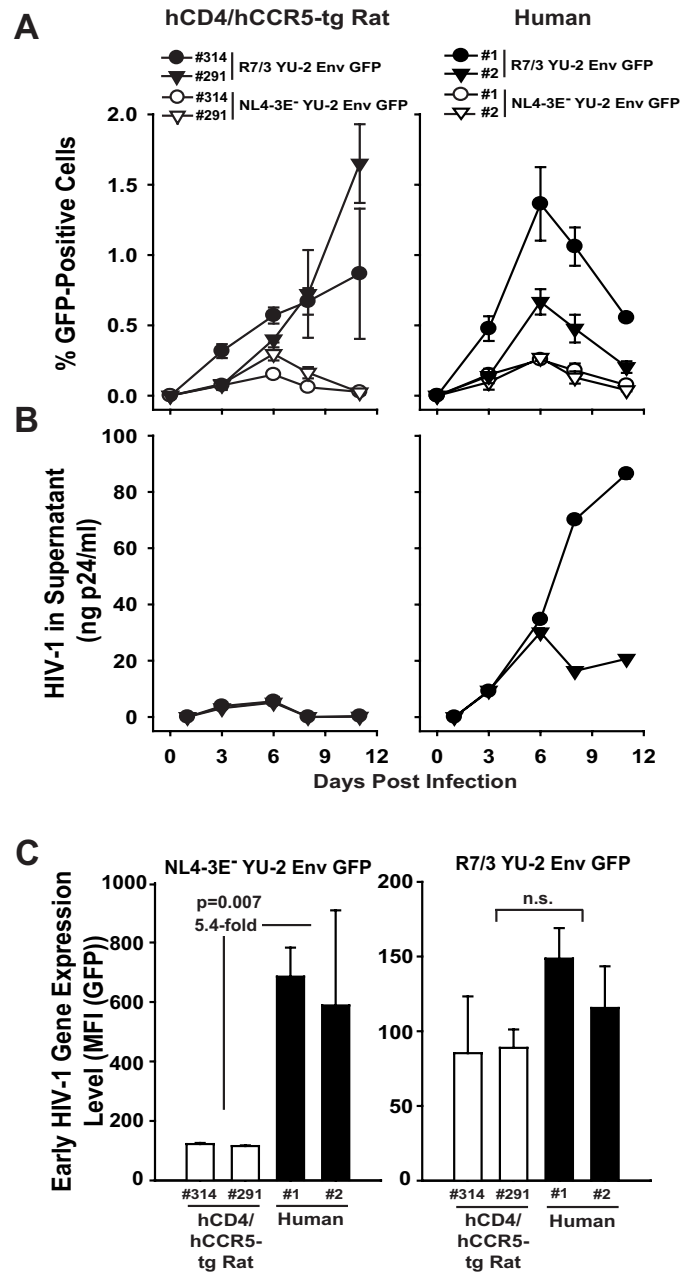 A
hCD4/hCCR5-tg Rat
Human
#314
#291
R7/3 YU-2 Env GFP
#314
#291
NL4-3E- YU-2 Env GFP
#1
#2
R7/3 YU-2 Env GFP
#1
#2
NL4-3E- YU-2 Env GFP
% GFP-Positive Cells
2.0
1.5
1.0
0.5
0.0
B
HIV-1 in Supernatant
(ng p24/ml)
100
80
60
40
20
0
0 3 6 9 12
0 3 6 9 12
Days Post Infection
C
NL4-3E- YU-2 Env GFP
R7/3 YU-2 Env GFP
Early HIV-1 Gene Expression
Level (MFI (GFP))
1000
800
600
400
200
0
p=0.007
5.4-fold
200
150
100
50
0
n.s.
#314 #291 #1 #2
hCD4/
hCCR5-
tg Rat
Human
#314 #291 #1 #2
hCD4/
hCCR5-
tg Rat
Human